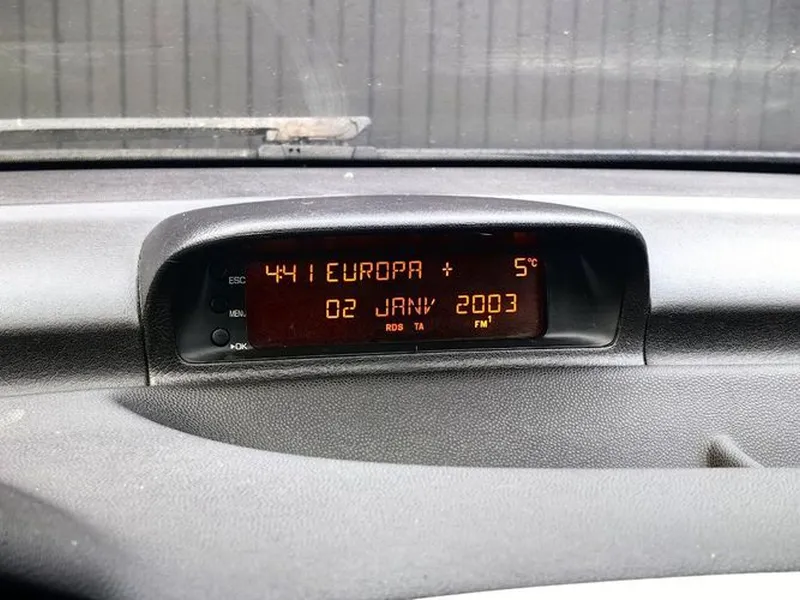 4:41 EUROPA + 5°C
02 JANV 2003
RDS TA FM1
ESC
MENU
▸OK